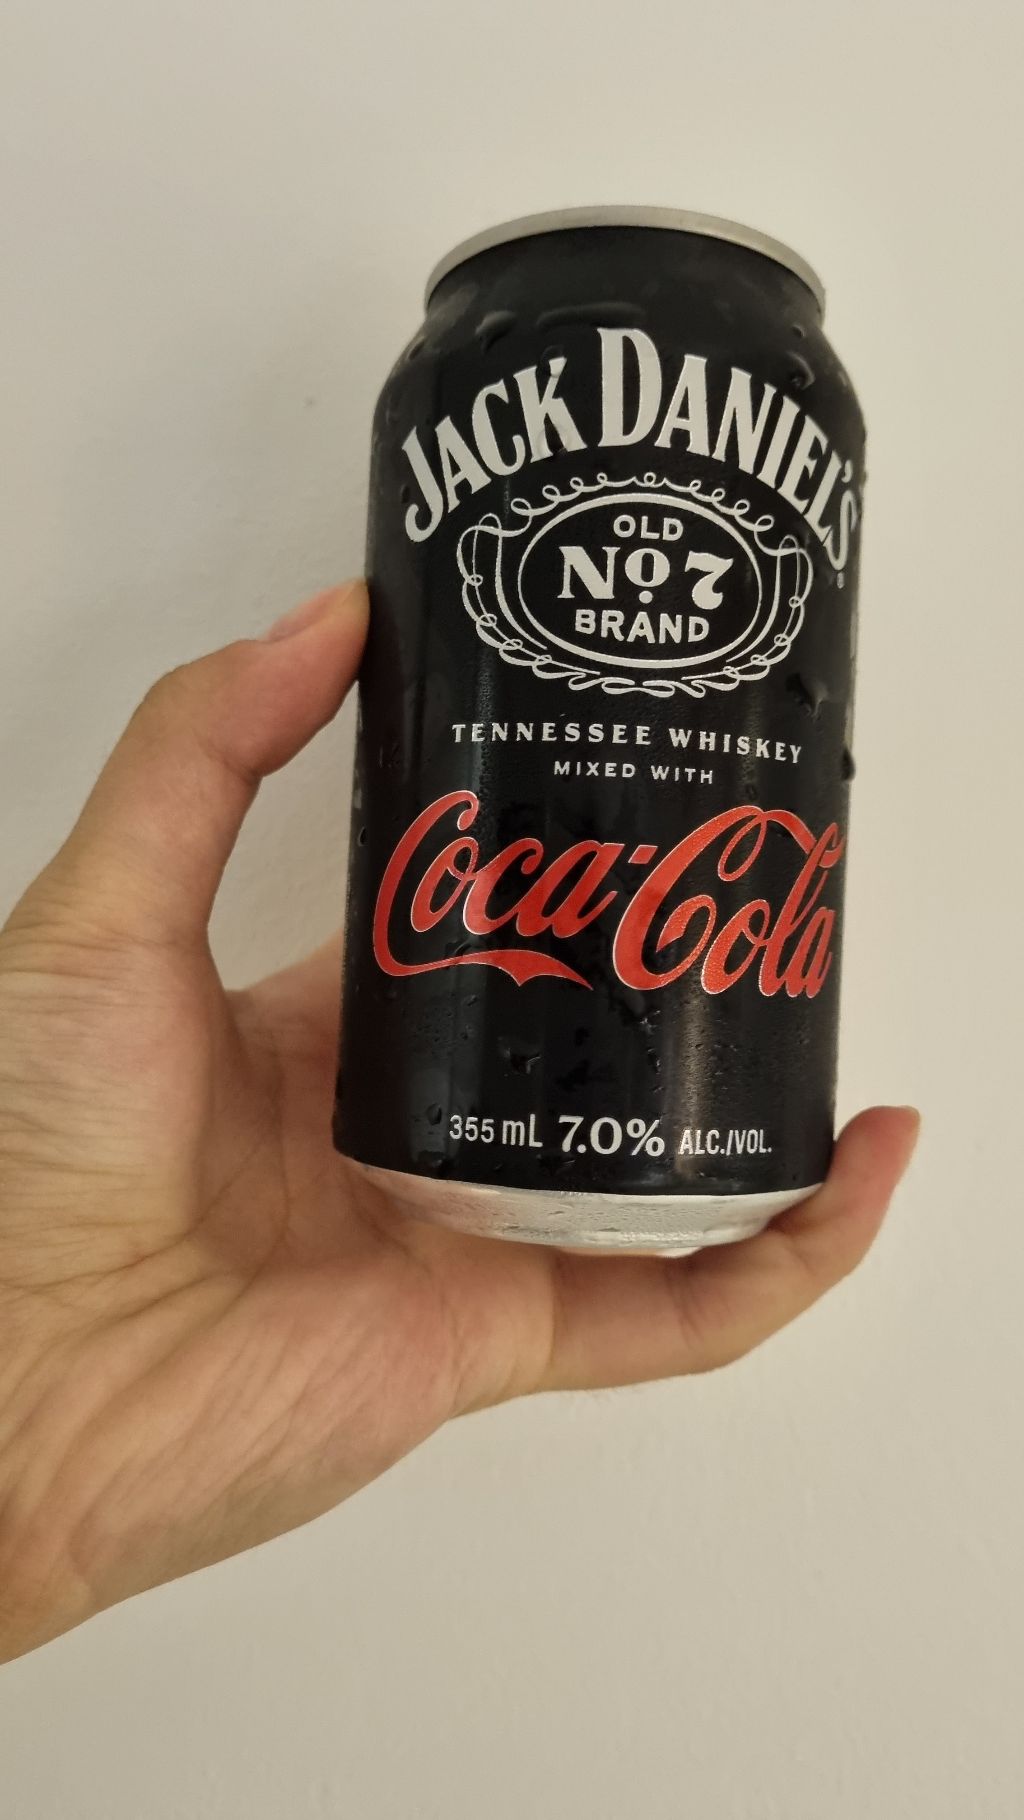 JACK DANIEL'S
OLD
No 7
BRAND
TENNESSEE WHISKEY
MIXED WITH
Coca-Cola
355 mL 7.0% ALC./VOL.